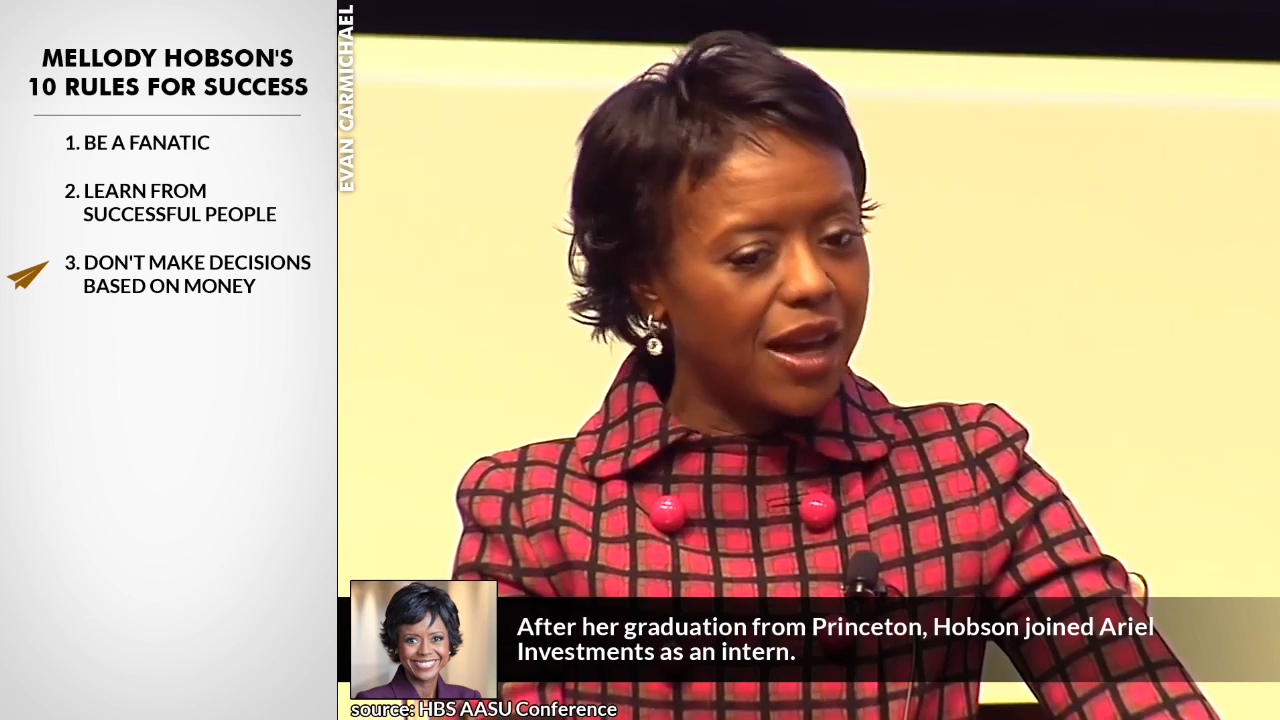 MELLODY HOBSON'S
10 RULES FOR SUCCESS
1. BE A FANATIC
2. LEARN FROM
SUCCESSFUL PEOPLE
3. DON'T MAKE DECISIONS
BASED ON MONEY
EVAN CARMICHAEL
After her graduation from Princeton, Hobson joined Ariel
Investments as an intern.
source: HBS AASU Conference